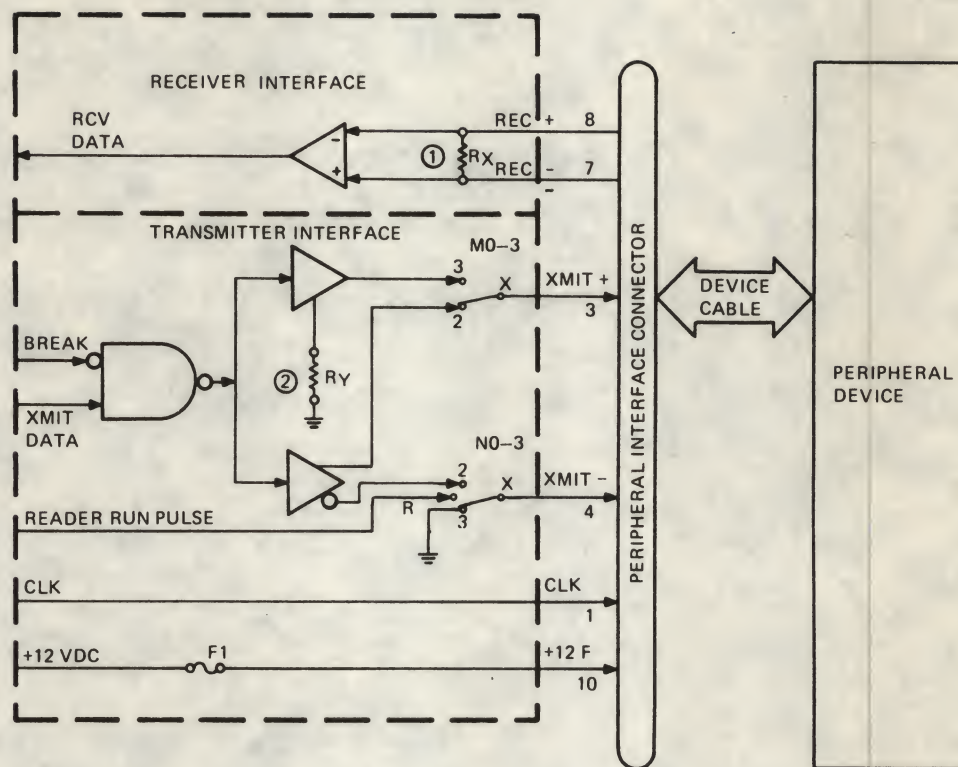 RECEIVER INTERFACE
RCV
DATA
-
+
①
RX
REC +
8
REC -
7
-
TRANSMITTER INTERFACE
M0-3
3
X
2
XMIT +
3
BREAK
XMIT
DATA
②
RY
N0-3
2
X
R
3
XMIT -
4
READER RUN PULSE
CLK
CLK
1
+12 VDC
F1
+12 F
10
PERIPHERAL INTERFACE CONNECTOR
DEVICE
CABLE
PERIPHERAL
DEVICE